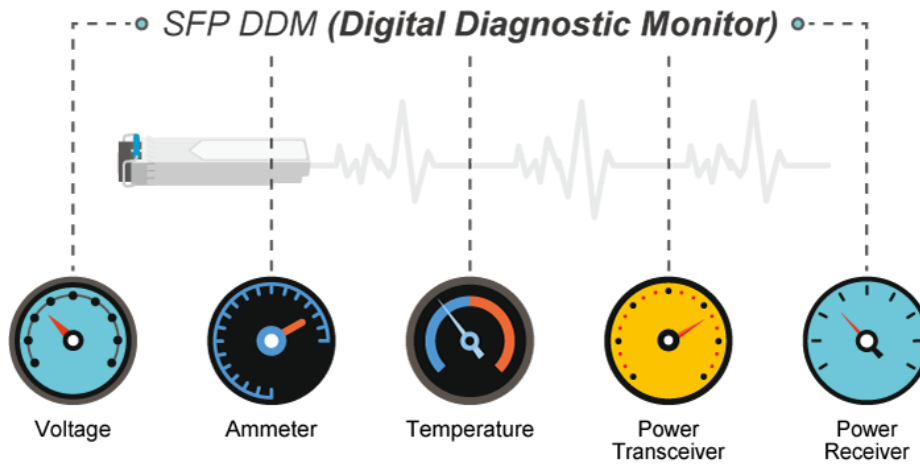 SFP DDM (Digital Diagnostic Monitor)
Voltage
Ammeter
Temperature
Power
Transceiver
Power
Receiver